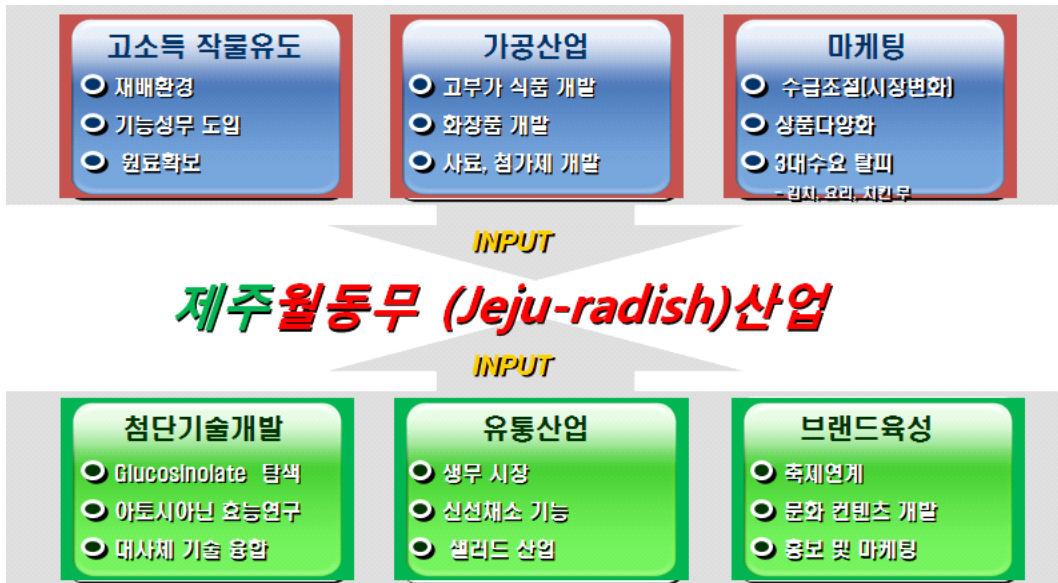 고소득 작물유도
재배환경
기능성무 도입
원료확보
가공산업
고부가 식품 개발
화장품 개발
사료, 첨가제 개발
마케팅
수급조절(시장변화)
상품다양화
3대수요 탈피
- 김치, 요리, 치킨 무
INPUT
제주월동무 (Jeju-radish)산업
INPUT
첨단기술개발
Glucosinolate 탐색
아토시아닌 효능연구
대사체 기술 융합
유통산업
생무 시장
신선채소 기능
샐러드 산업
브랜드육성
축제연계
문화 컨텐츠 개발
홍보 및 마케팅